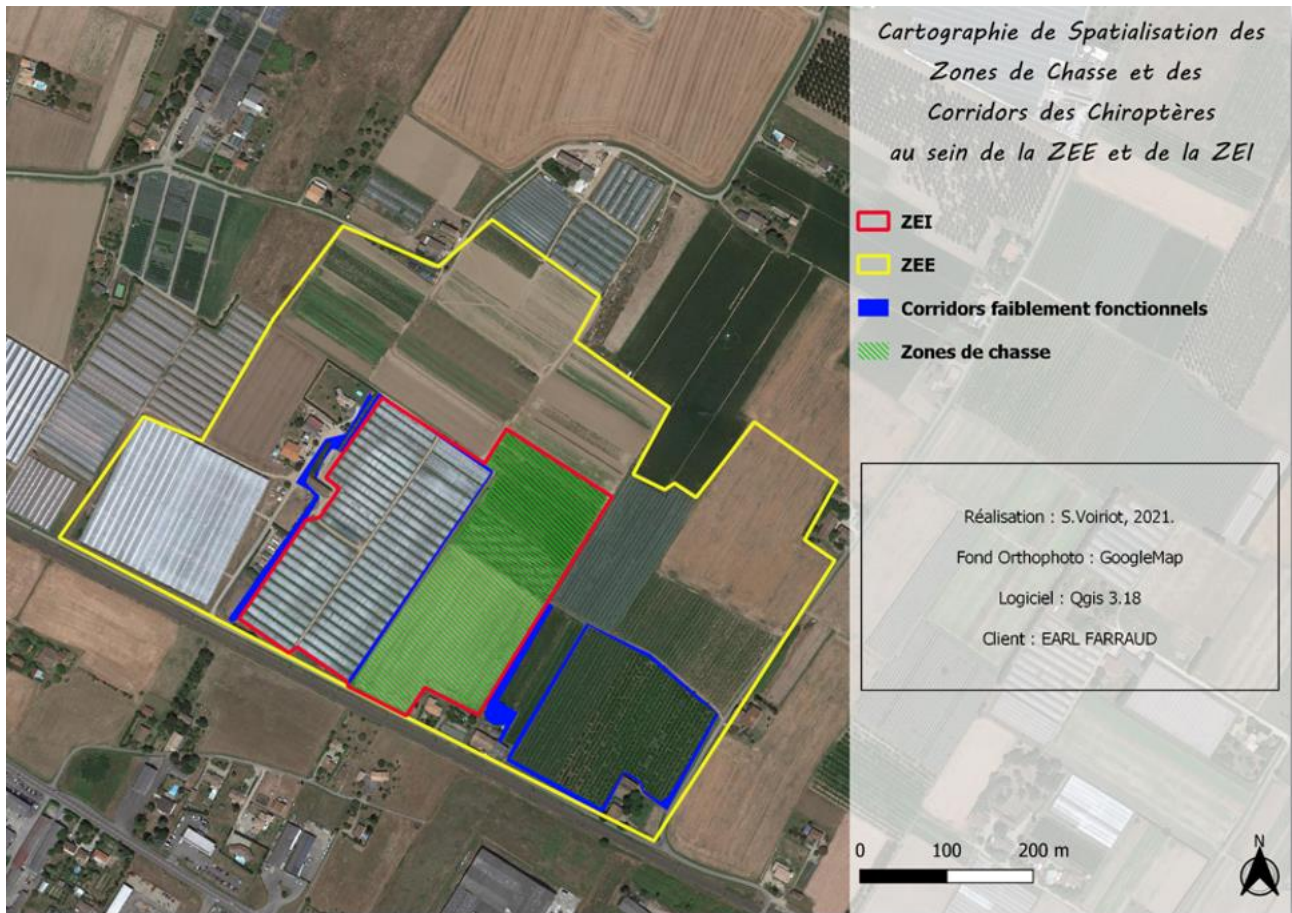 Cartographie de Spatialisation des
Zones de Chasse et des
Corridors des Chiroptères
au sein de la ZEE et de la ZEI
ZEI
ZEE
Corridors faiblement fonctionnels
Zones de chasse
Réalisation : S.Voiriot, 2021.
Fond Orthophoto : GoogleMap
Logiciel : Qgis 3.18
Client : EARL FARRAUD
0 100 200 m
N